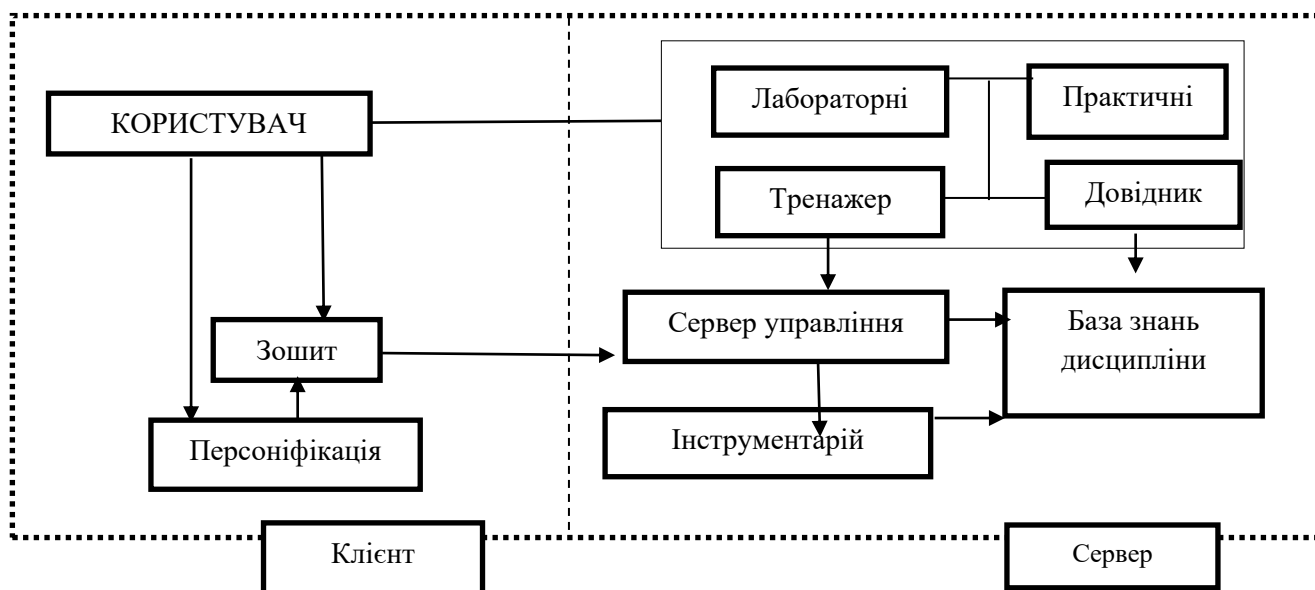 Лабораторні
Практичні
КОРИСТУВАЧ
Тренажер
Довідник
Сервер управління
База знань
дисципліни
Зошит
Персоніфікація
Інструментарій
Клієнт
Сервер